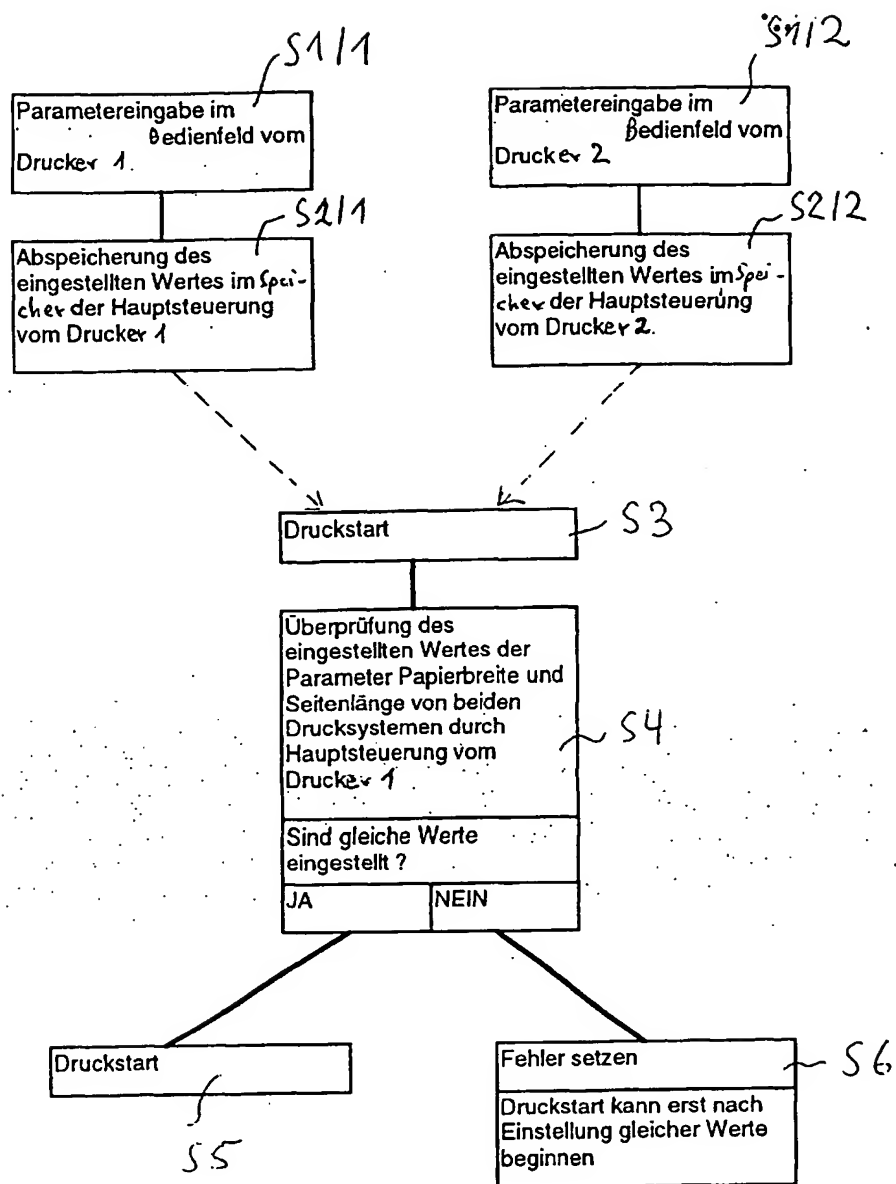 S1/1
S1/2
Parametereingabe im
Bedienfeld vom
Drucker 1.
Parametereingabe im
Bedienfeld vom
Drucker 2
S2/1
S2/2
Abspeicherung des
eingestellten Wertes im Spei-
cher der Hauptsteuerung
vom Drucker 1
Abspeicherung des
eingestellten Wertes im Spei-
cher der Hauptsteuerung
vom Drucker 2.
Druckstart
S3
Überprüfung des
eingestellten Wertes der
Parameter Papierbreite und
Seitenlänge von beiden
Drucksystemen durch
Hauptsteuerung vom
Drucker 1
S4
Sind gleiche Werte
eingestellt ?
JA
NEIN
Druckstart
S5
Fehler setzen
S6
Druckstart kann erst nach
Einstellung gleicher Werte
beginnen